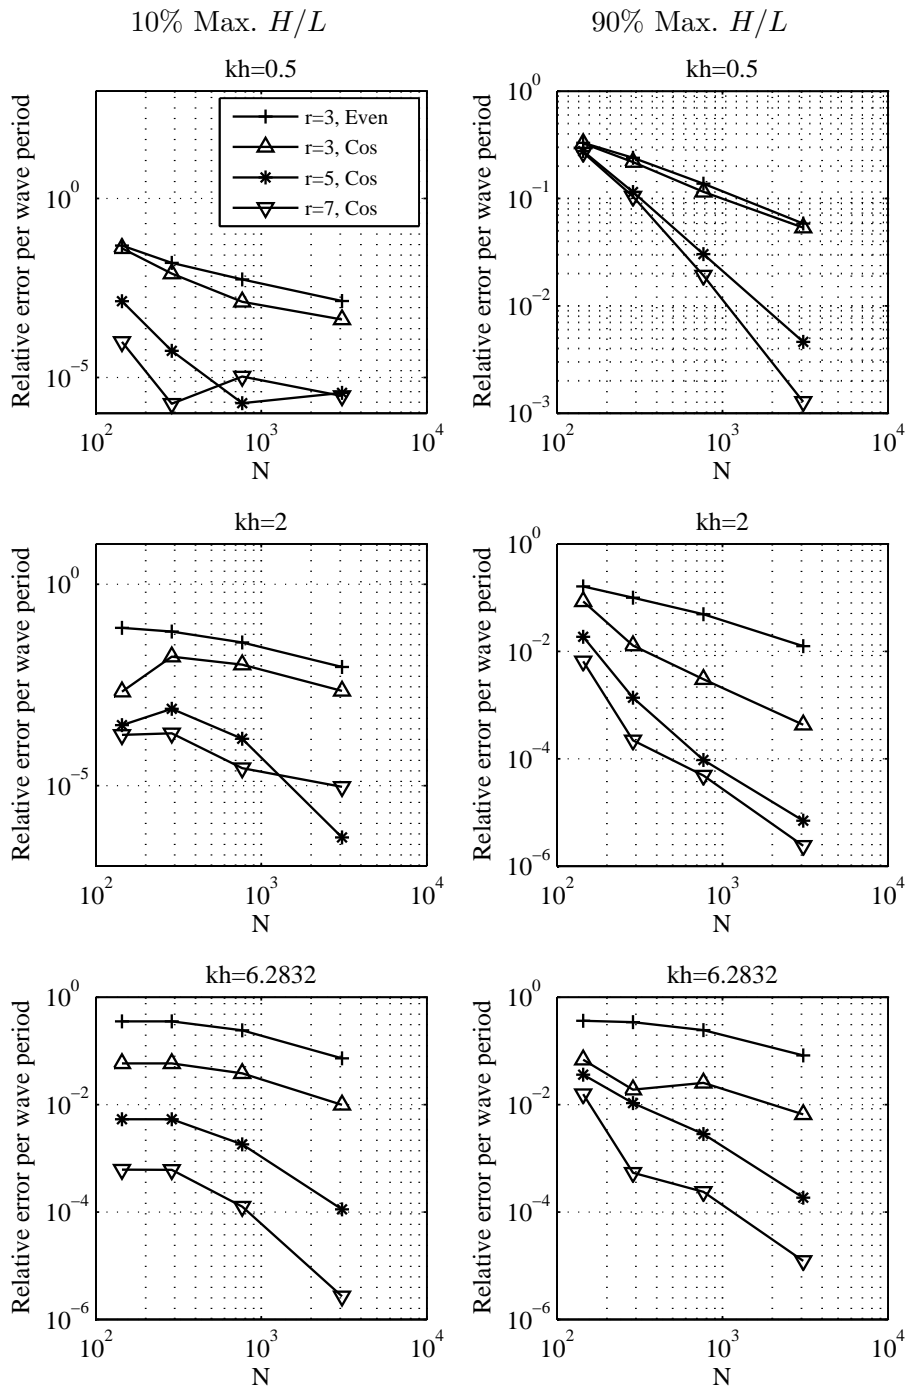 10% Max. H/L
90% Max. H/L
kh=0.5
r=3, Even
r=3, Cos
r=5, Cos
r=7, Cos
Relative error per wave period
10^0
10^-5
10^2
10^3
10^4
N
kh=0.5
Relative error per wave period
10^0
10^-1
10^-2
10^-3
10^2
10^3
10^4
N
kh=2
Relative error per wave period
10^0
10^-5
10^2
10^3
10^4
N
kh=2
Relative error per wave period
10^0
10^-2
10^-4
10^-6
10^2
10^3
10^4
N
kh=6.2832
Relative error per wave period
10^0
10^-2
10^-4
10^-6
10^2
10^3
10^4
N
kh=6.2832
Relative error per wave period
10^0
10^-2
10^-4
10^-6
10^2
10^3
10^4
N